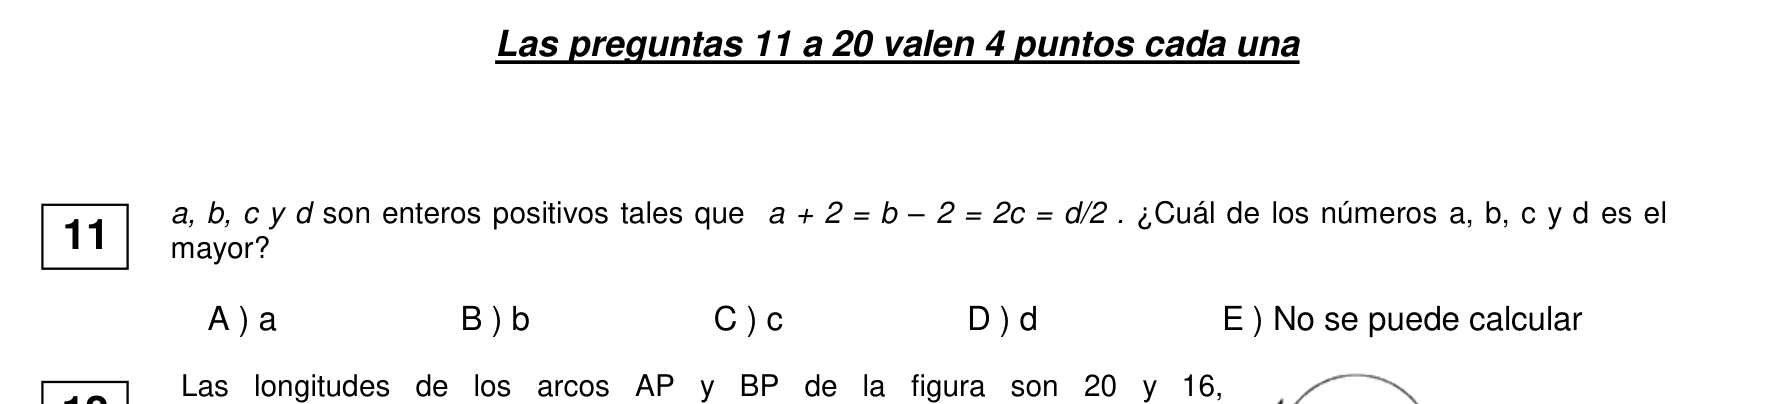 Las preguntas 11 a 20 valen 4 puntos cada una
11
a, b, c y d son enteros positivos tales que a + 2 = b – 2 = 2c = d/2 . ¿Cuál de los números a, b, c y d es el
mayor?
A ) a B ) b C ) c D ) d E ) No se puede calcular
Las longitudes de los arcos AP y BP de la figura son 20 y 16,